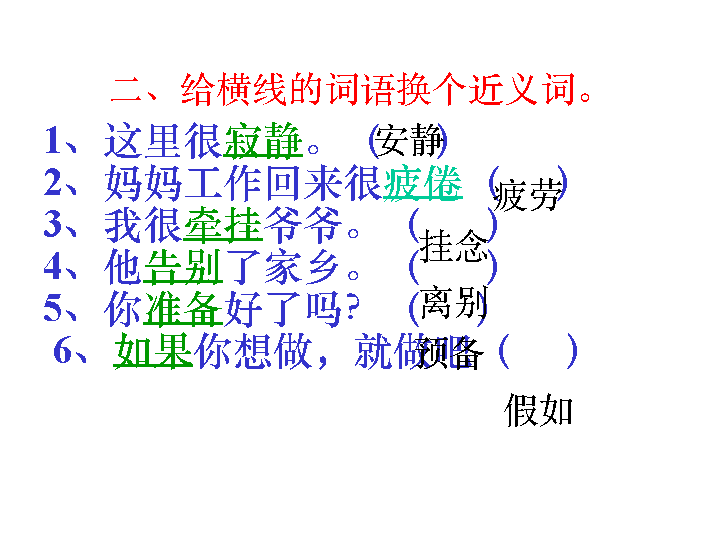 二、给横线的词语换个近义词。
1、这里很寂静。（安静）
2、妈妈工作回来很疲倦（疲劳）
3、我很牵挂爷爷。（挂念）
4、他告别了家乡。（离别）
5、你准备好了吗?（预备）
6、如果你想做，就做吧（ ）
假如